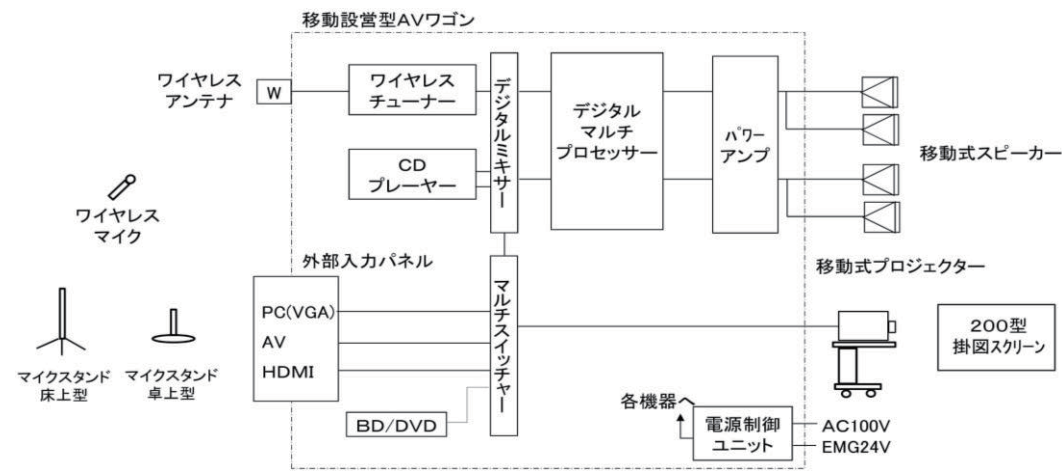 移動設営型AVワゴン
ワイヤレス
アンテナ
W
ワイヤレス
チューナー
CD
プレーヤー
デジタルミキサー
デジタル
マルチ
プロセッサー
パワー
アンプ
移動式スピーカー
ワイヤレス
マイク
外部入力パネル
PC(VGA)
AV
HDMI
BD/DVD
マルチスイッチャー
移動式プロジェクター
200型
掛図スクリーン
マイクスタンド
床上型
マイクスタンド
卓上型
各機器へ
電源制御
ユニット
AC100V
EMG24V